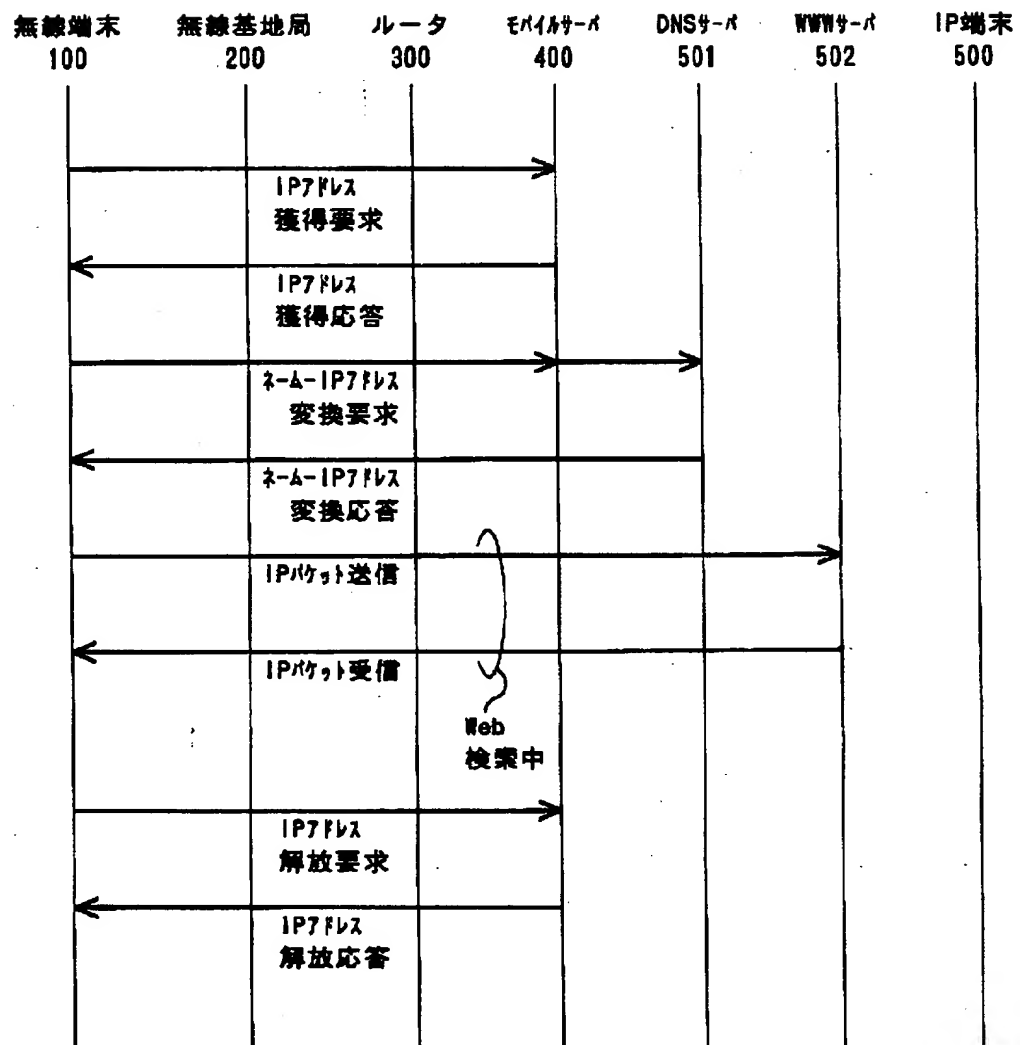 無線端末 無線基地局 ルータ モバイルサーバ DNSサーバ WWWサーバ IP端末
100 200 300 400 501 502 500
IPアドレス
獲得要求
IPアドレス
獲得応答
ネーム−IPアドレス
変換要求
ネーム−IPアドレス
変換応答
IPパケット送信
IPパケット受信
Web
検索中
IPアドレス
解放要求
IPアドレス
解放応答